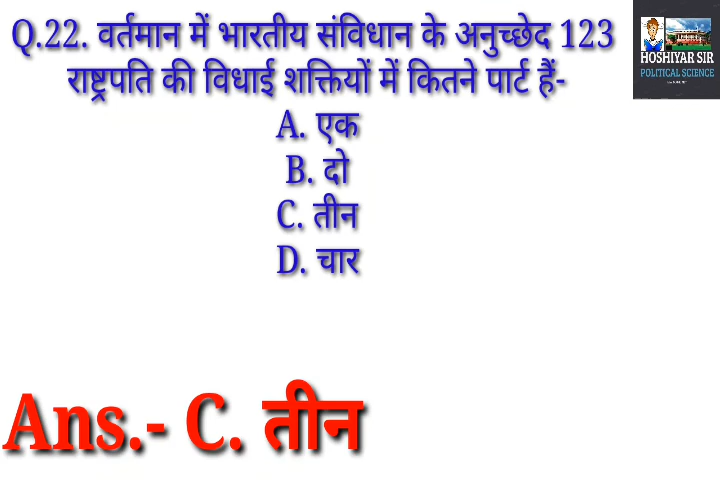 Q.22. वर्तमान में भारतीय संविधान के अनुच्छेद 123
राष्ट्रपति की विधाई शक्तियों में कितने पार्ट हैं-
A. एक
B. दो
C. तीन
D. चार
Ans.- C. तीन
HOSHIYAR SIR
POLITICAL SCIENCE